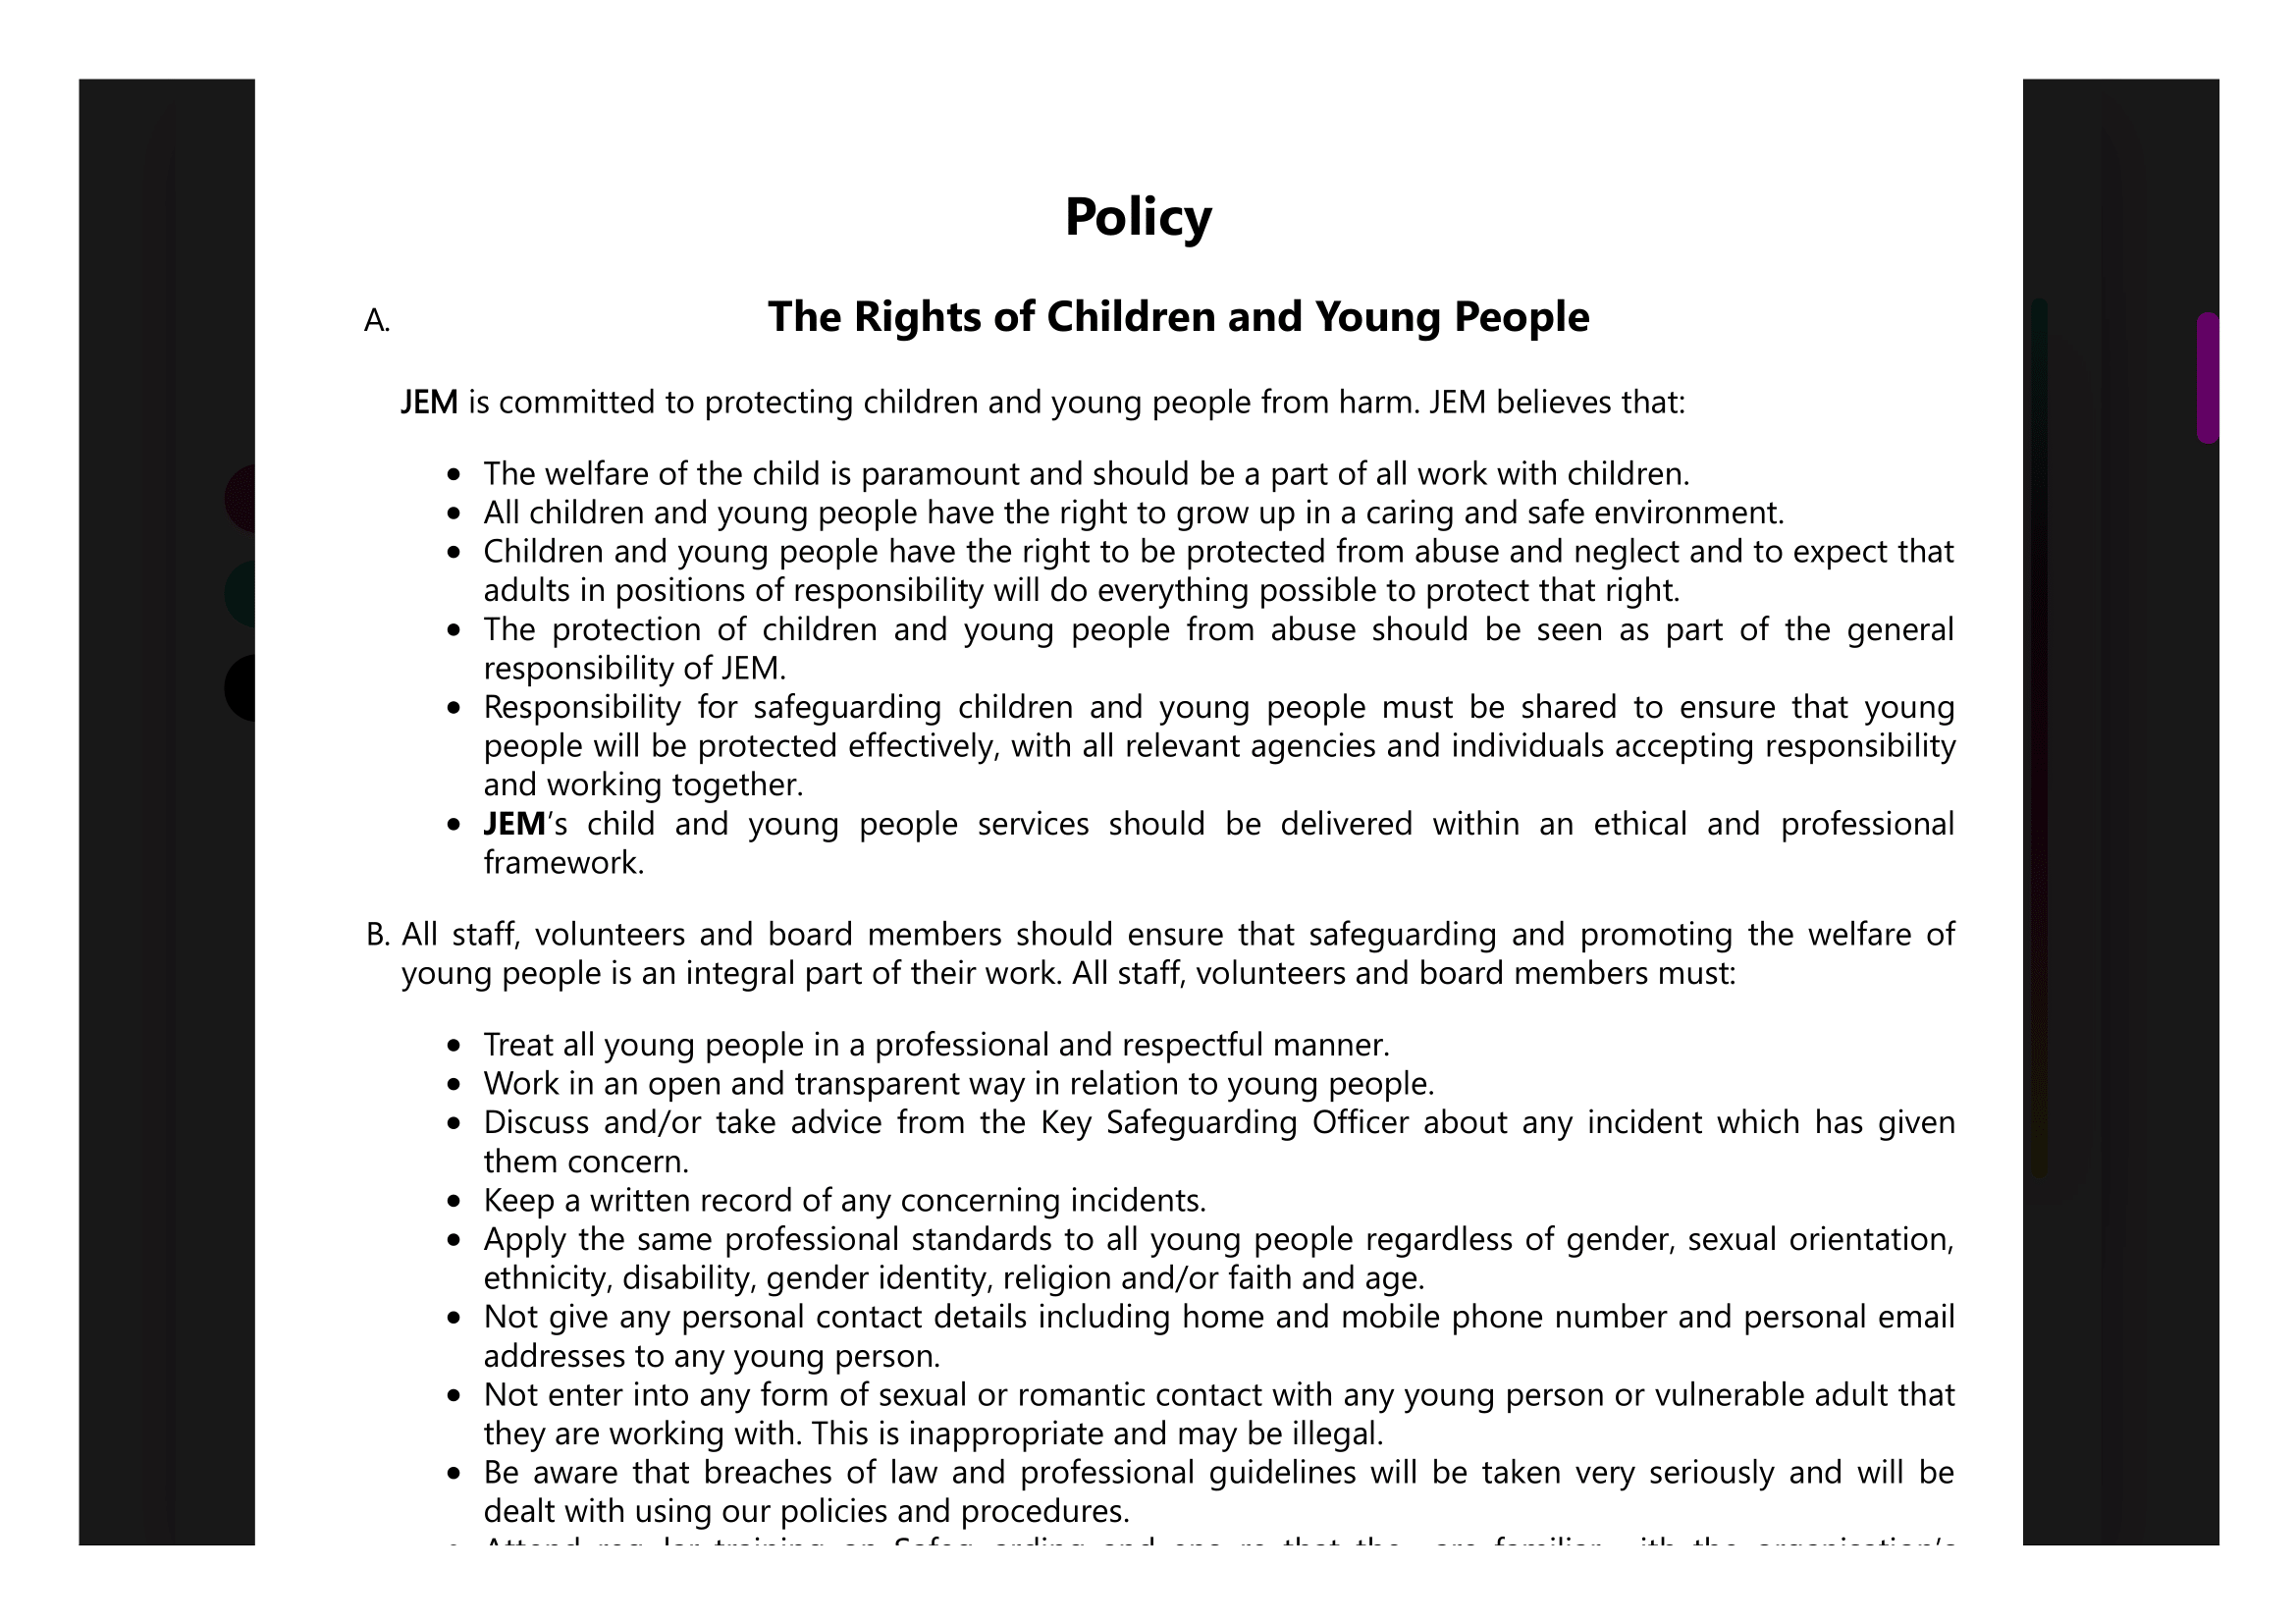 Policy
A. The Rights of Children and Young People
JEM is committed to protecting children and young people from harm. JEM believes that:
• The welfare of the child is paramount and should be a part of all work with children.
• All children and young people have the right to grow up in a caring and safe environment.
• Children and young people have the right to be protected from abuse and neglect and to expect that
adults in positions of responsibility will do everything possible to protect that right.
• The protection of children and young people from abuse should be seen as part of the general
responsibility of JEM.
• Responsibility for safeguarding children and young people must be shared to ensure that young
people will be protected effectively, with all relevant agencies and individuals accepting responsibility
and working together.
• JEM’s child and young people services should be delivered within an ethical and professional
framework.
B. All staff, volunteers and board members should ensure that safeguarding and promoting the welfare of
young people is an integral part of their work. All staff, volunteers and board members must:
• Treat all young people in a professional and respectful manner.
• Work in an open and transparent way in relation to young people.
• Discuss and/or take advice from the Key Safeguarding Officer about any incident which has given
them concern.
• Keep a written record of any concerning incidents.
• Apply the same professional standards to all young people regardless of gender, sexual orientation,
ethnicity, disability, gender identity, religion and/or faith and age.
• Not give any personal contact details including home and mobile phone number and personal email
addresses to any young person.
• Not enter into any form of sexual or romantic contact with any young person or vulnerable adult that
they are working with. This is inappropriate and may be illegal.
• Be aware that breaches of law and professional guidelines will be taken very seriously and will be
dealt with using our policies and procedures.
• Attend regular training on Safeguarding and ensure that they are familiar with the organisation’s